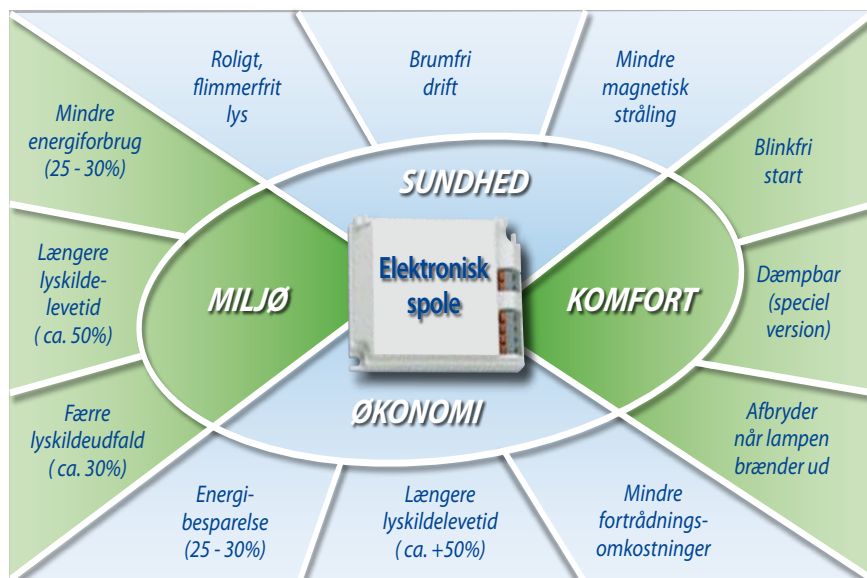 Roligt,
flimmerfrit
lys
Brumfri
drift
Mindre
magnetisk
stråling
Mindre
energiforbrug
(25 - 30%)
Længere
lyskilde-
levetid
( ca. 50%)
Færre
lyskildeudfald
( ca. 30%)
SUNDHED
MILJØ
Elektronisk
spole
KOMFORT
ØKONOMI
Blinkfri
start
Dæmpbar
(speciel
version)
Afbryder
når lampen
brænder ud
Energi-
besparelse
(25 - 30%)
Længere
lyskildelevetid
( ca. +50%)
Mindre
fortrådnings-
omkostninger